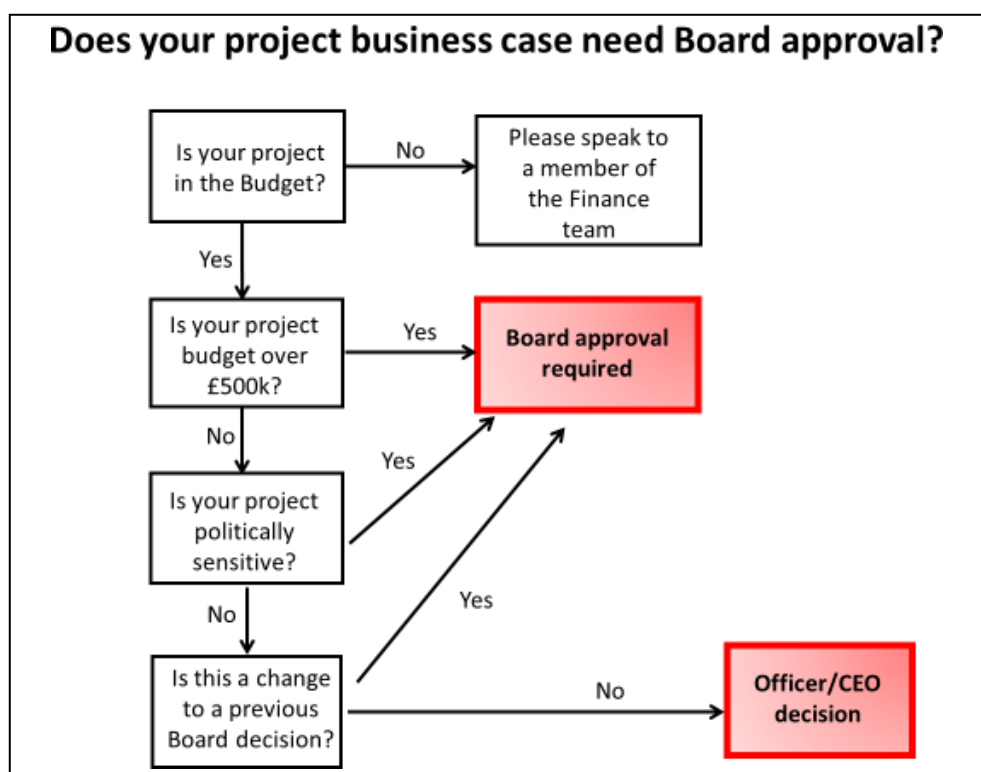 Does your project business case need Board approval?
Is your project
in the Budget?
No
Please speak to
a member of
the Finance
team
Yes
Is your project
budget over
£500k?
Yes
Board approval
required
No
Yes
Is your project
politically
sensitive?
No
Yes
Is this a change
to a previous
Board decision?
No
Officer/CEO
decision